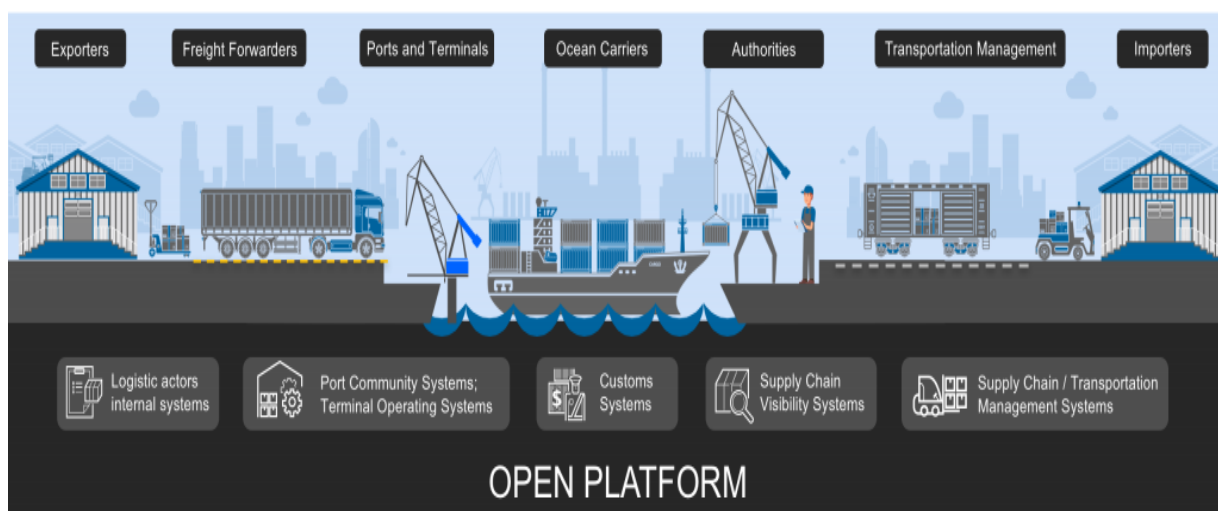 Exporters
Freight Forwarders
Ports and Terminals
Ocean Carriers
Authorities
Transportation Management
Importers
Logistic actors
internal systems
Port Community Systems;
Terminal Operating Systems
$
Customs
Systems
Supply Chain
Visibility Systems
Supply Chain / Transportation
Management Systems
OPEN PLATFORM